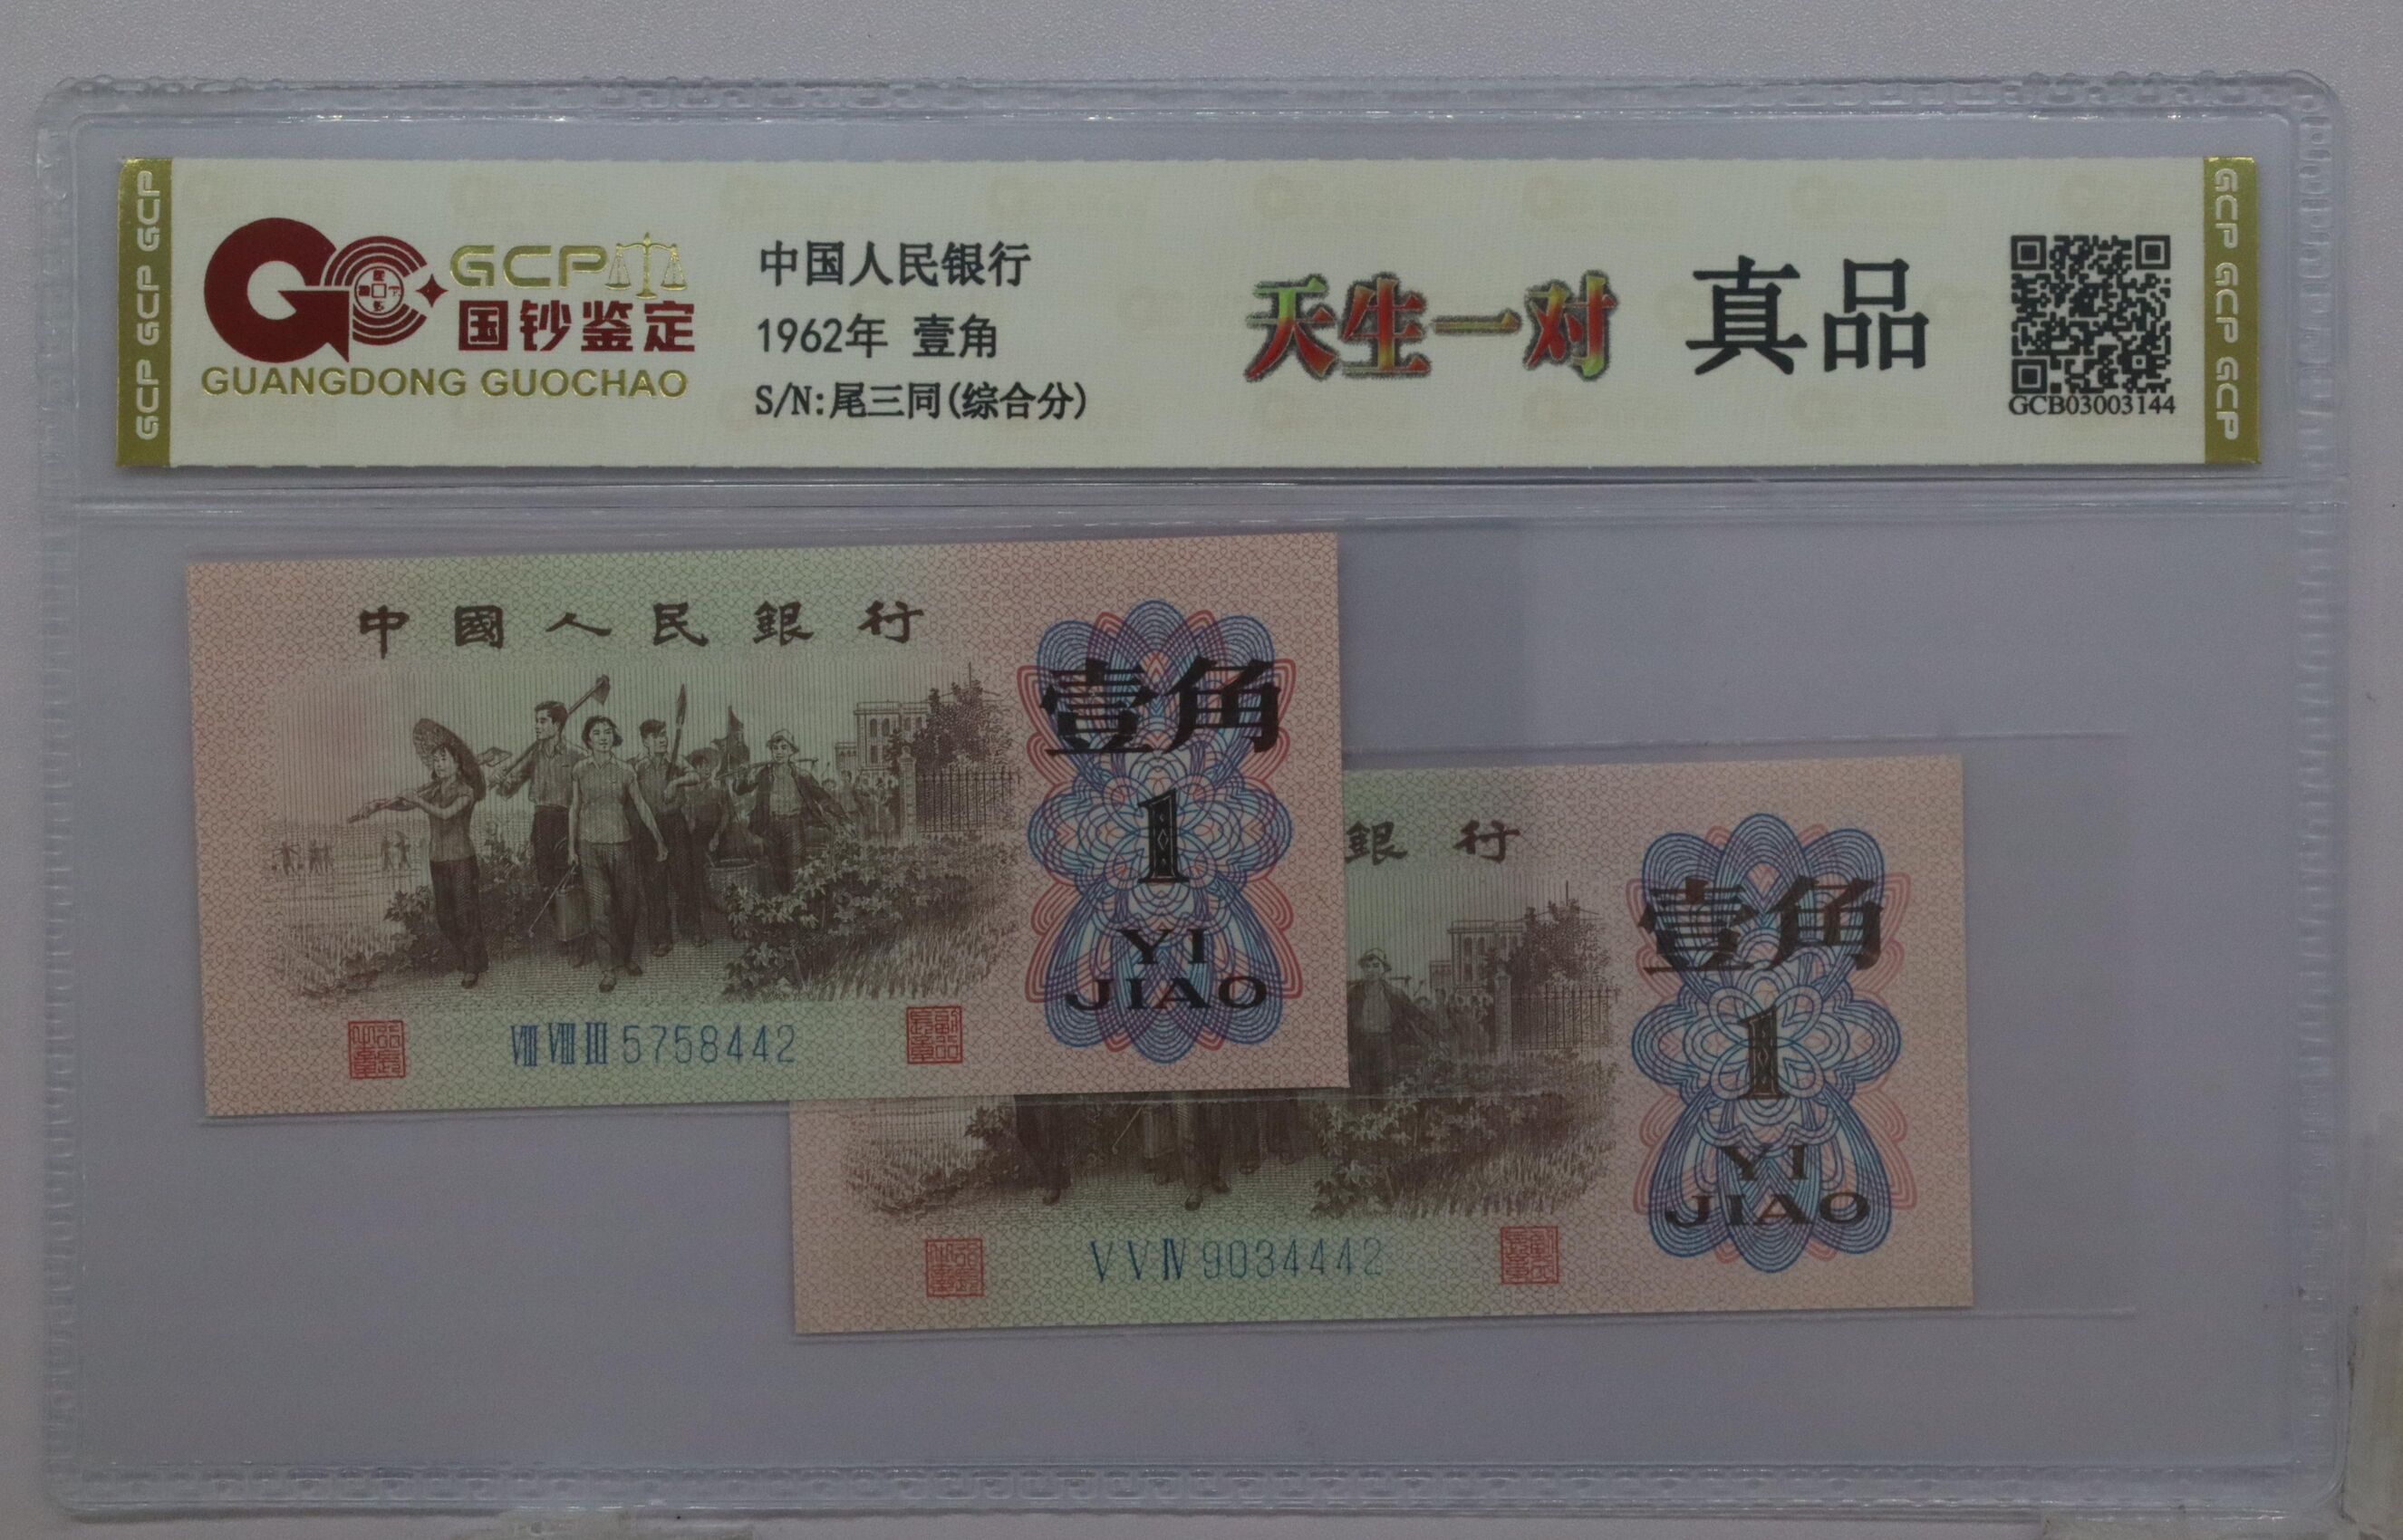 GCP GCP GCP
GCP
国钞鉴定
GUANGDONG GUOCHAO
中国人民银行
1962年 壹角
S/N:尾三同(综合分)
天生一对 真品
GCB03003144
GCP GCP GCP
中國人民銀行
壹角
1
YI
JIAO
Ⅷ Ⅷ Ⅲ 5758442
銀行
壹角
1
YI
JIAO
Ⅴ Ⅴ Ⅳ 9034442